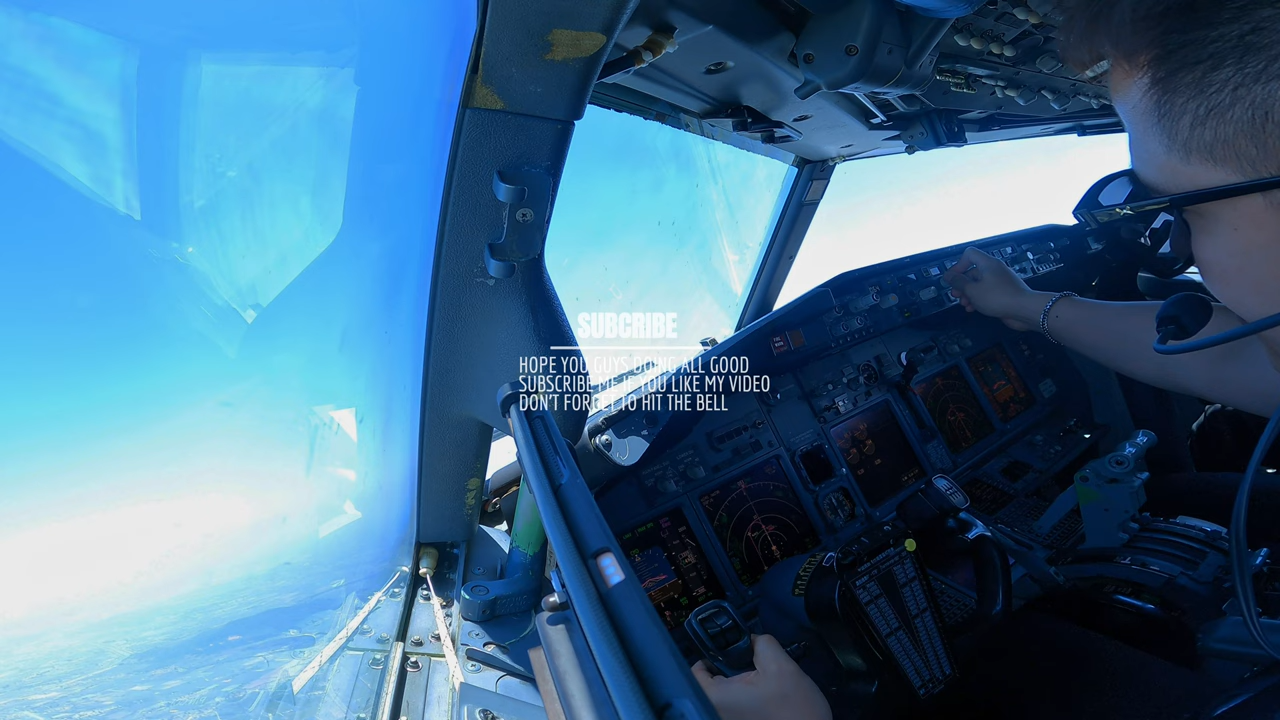 SUBCRIBE
HOPE YOU GUYS DOING ALL GOOD
SUBSCRIBE ME IF YOU LIKE MY VIDEO
DON'T FORGET TO HIT THE BELL